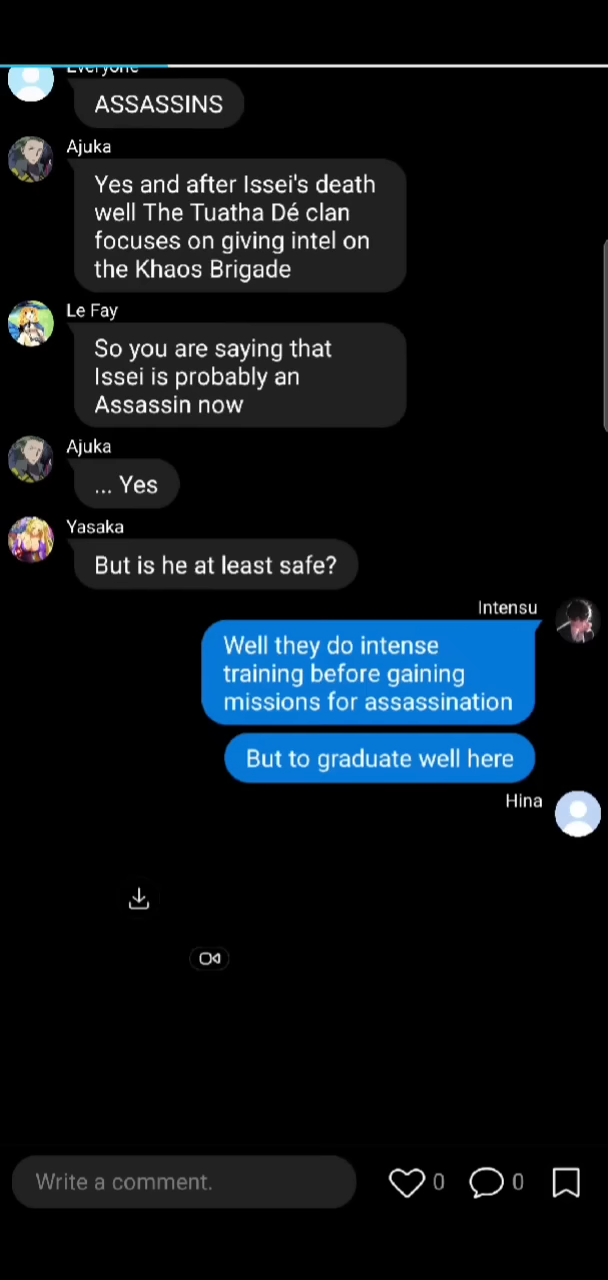 Everyone
ASSASSINS
Ajuka
Yes and after Issei's death
well The Tuatha Dé clan
focuses on giving intel on
the Khaos Brigade
Le Fay
So you are saying that
Issei is probably an
Assassin now
Ajuka
... Yes
Yasaka
But is he at least safe?
Intensu
Well they do intense
training before gaining
missions for assassination
But to graduate well here
Hina
Write a comment.
0
0